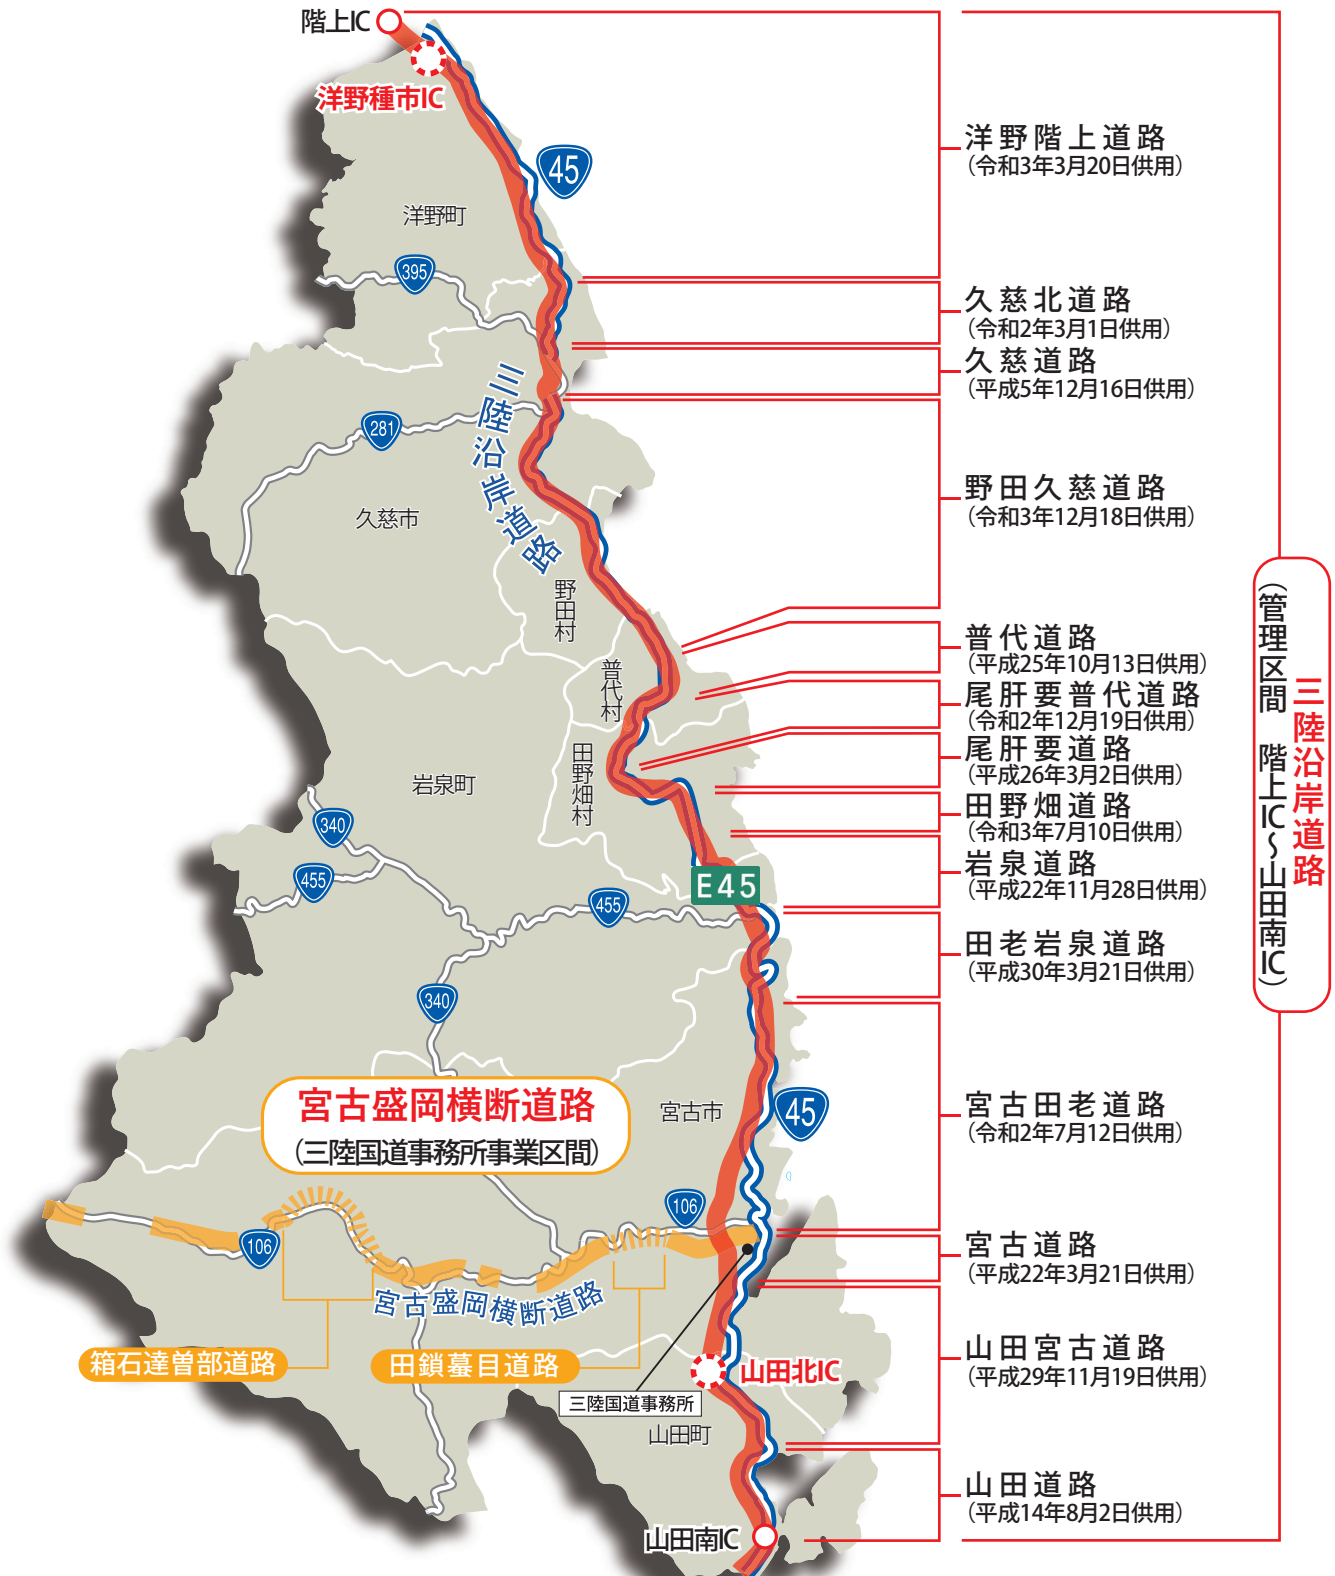 階上IC
洋野種市IC
45
洋野町
395
三陸沿岸道路
281
久慈市
野田村
普代村
田野畑村
岩泉町
340
455
E45
455
340
宮古盛岡横断道路
(三陸国道事務所事業区間)
宮古市
45
106
106
宮古盛岡横断道路
箱石達曽部道路
田鎖蟇目道路
山田北IC
三陸国道事務所
山田町
山田南IC
洋野階上道路
(令和3年3月20日供用)
久慈北道路
(令和2年3月1日供用)
久慈道路
(平成5年12月16日供用)
野田久慈道路
(令和3年12月18日供用)
普代道路
(平成25年10月13日供用)
尾肝要普代道路
(令和2年12月19日供用)
尾肝要道路
(平成26年3月2日供用)
田野畑道路
(令和3年7月10日供用)
岩泉道路
(平成22年11月28日供用)
田老岩泉道路
(平成30年3月21日供用)
宮古田老道路
(令和2年7月12日供用)
宮古道路
(平成22年3月21日供用)
山田宮古道路
(平成29年11月19日供用)
山田道路
(平成14年8月2日供用)
三陸沿岸道路
(管理区間 階上IC〜山田南IC)